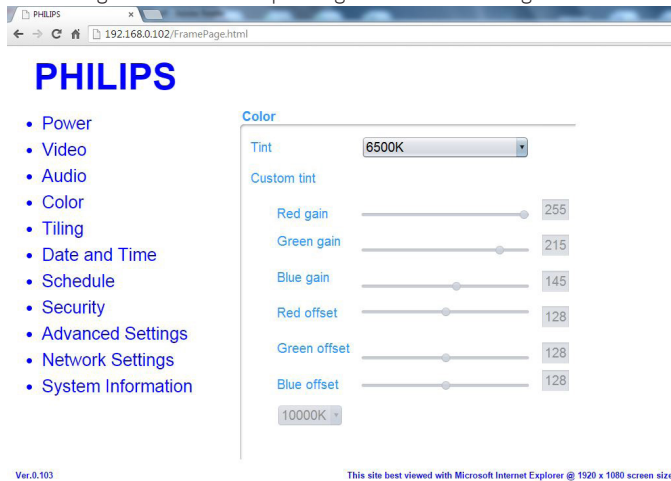 PHILIPS
192.168.0.102/FramePage.html
PHILIPS
• Power
• Video
• Audio
• Color
• Tiling
• Date and Time
• Schedule
• Security
• Advanced Settings
• Network Settings
• System Information
Color
Tint 6500K
Custom tint
Red gain 255
Green gain 215
Blue gain 145
Red offset 128
Green offset 128
Blue offset 128
10000K
Ver.0.103
This site best viewed with Microsoft Internet Explorer @ 1920 x 1080 screen size